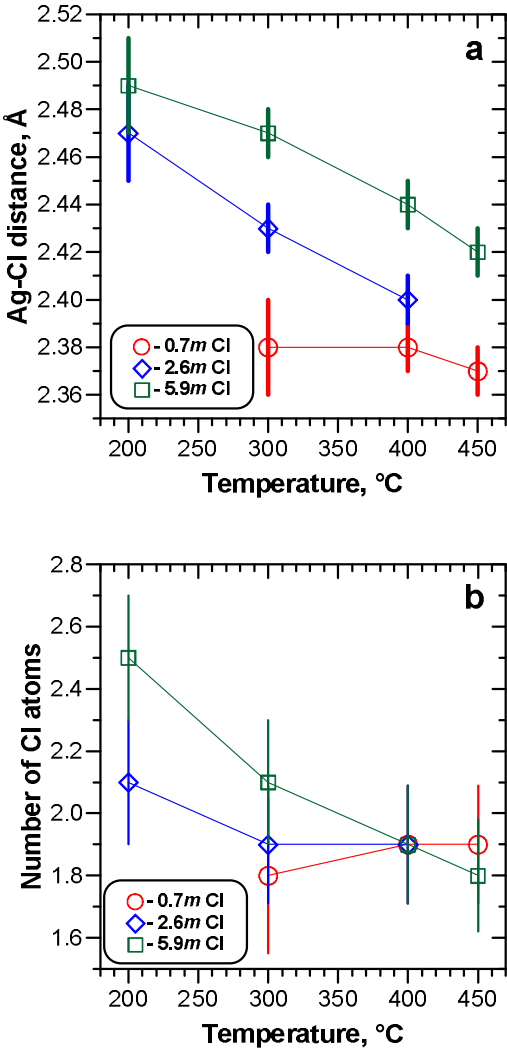 a
Ag-Cl distance, Å
2.52
2.50
2.48
2.46
2.44
2.42
2.40
2.38
2.36
- 0.7m Cl
- 2.6m Cl
- 5.9m Cl
200 250 300 350 400 450
Temperature, °C
b
Number of Cl atoms
2.8
2.6
2.4
2.2
2.0
1.8
1.6
- 0.7m Cl
- 2.6m Cl
- 5.9m Cl
200 250 300 350 400 450
Temperature, °C